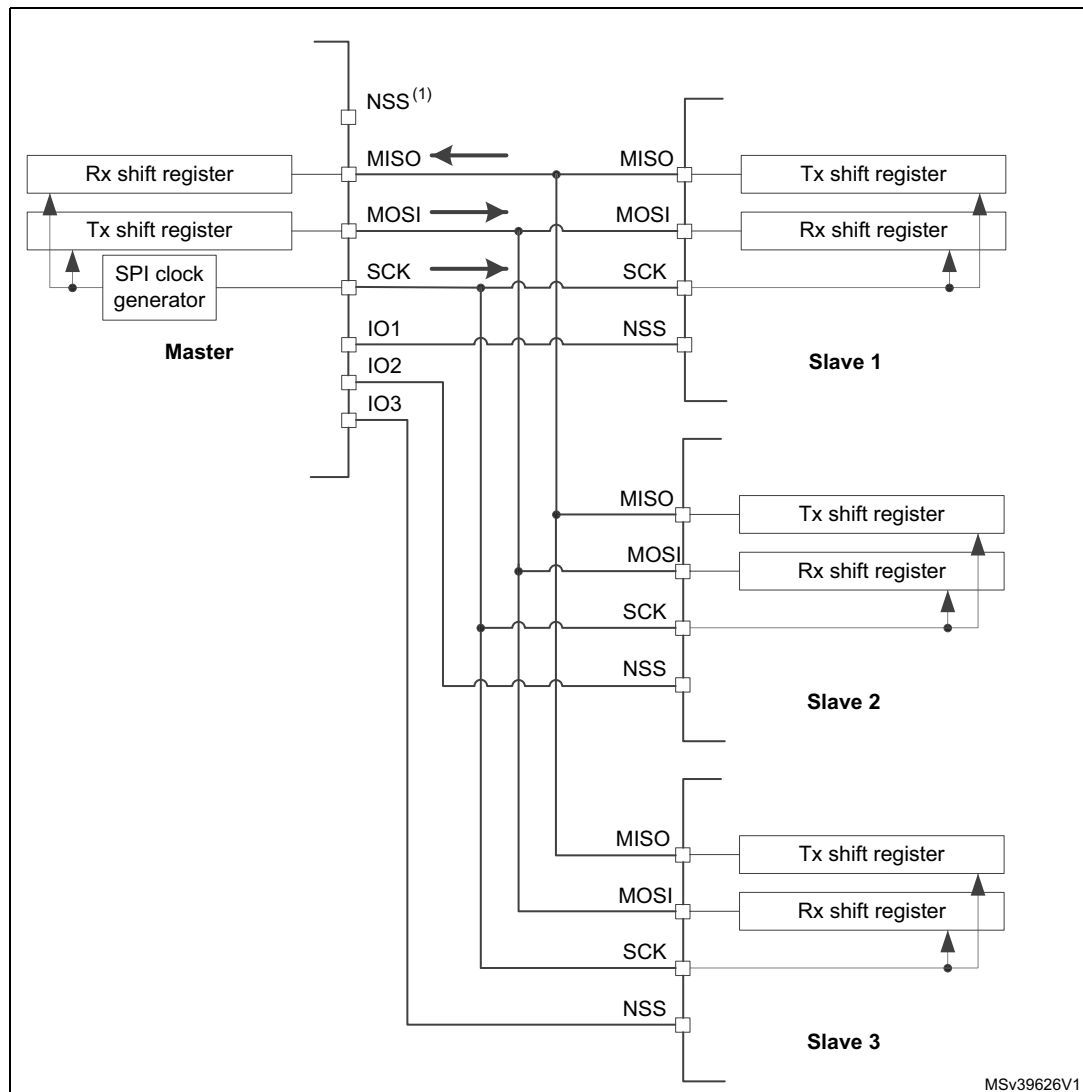 NSS (1)
MISO
MISO
Rx shift register
Tx shift register
MOSI
MOSI
Tx shift register
Rx shift register
SCK
SCK
SPI clock
generator
IO1
NSS
Master
Slave 1
IO2
IO3
MISO
Tx shift register
MOSI
Rx shift register
SCK
NSS
Slave 2
MISO
Tx shift register
MOSI
Rx shift register
SCK
NSS
Slave 3
MSv39626V1